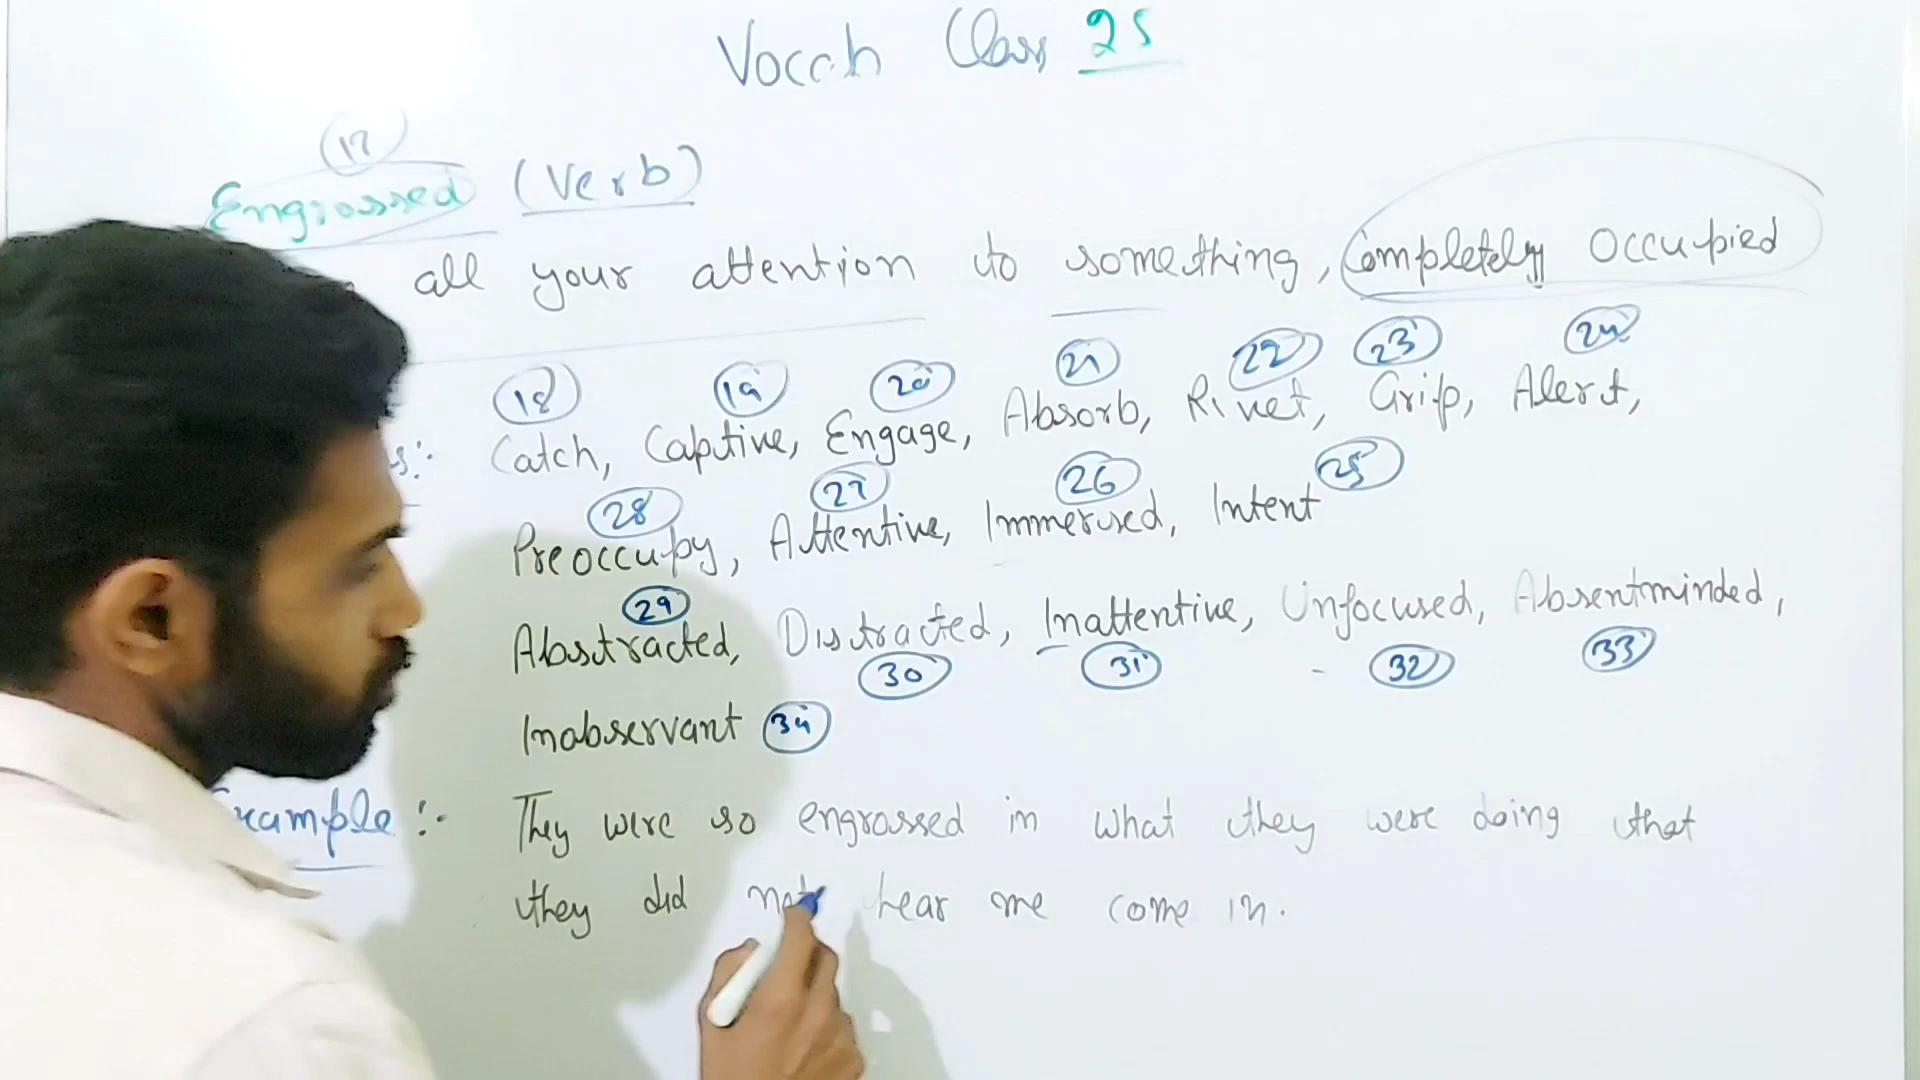 Vocab Class 25
17
Engrossed (Verb)
all your attention to something, Completely Occupied
18 19 20 21 22 23 24
s:- Catch, Captive, Engage, Absorb, Rivet, Grip, Alert,
28 27 26 25
Preoccupy, Attentive, Immersed, Intent
29
Abstracted, Distracted, Inattentive, Unfocused, Absentminded,
30 31 32 33
Inobservant 34
Example :- They were so engrossed in what they were doing that
they did not hear me come in.